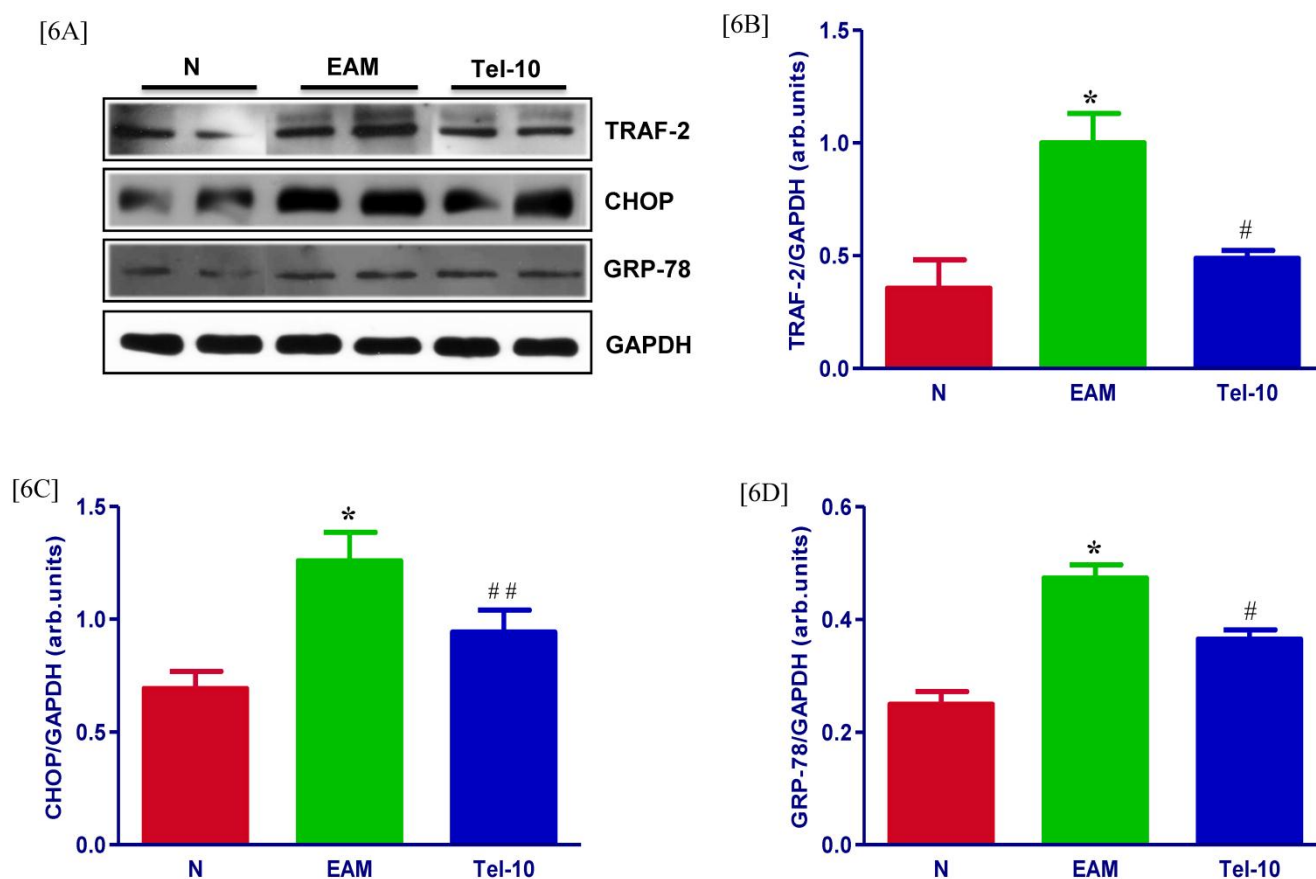 [6A]
N EAM Tel-10
TRAF-2
CHOP
GRP-78
GAPDH
[6B]
TRAF-2/GAPDH (arb.units)
1.5
1.0
0.5
0.0
*
#
N EAM Tel-10
[6C]
CHOP/GAPDH (arb.units)
1.5
1.0
0.5
0.0
*
# #
N EAM Tel-10
[6D]
GRP-78/GAPDH (arb.units)
0.6
0.4
0.2
0.0
*
#
N EAM Tel-10